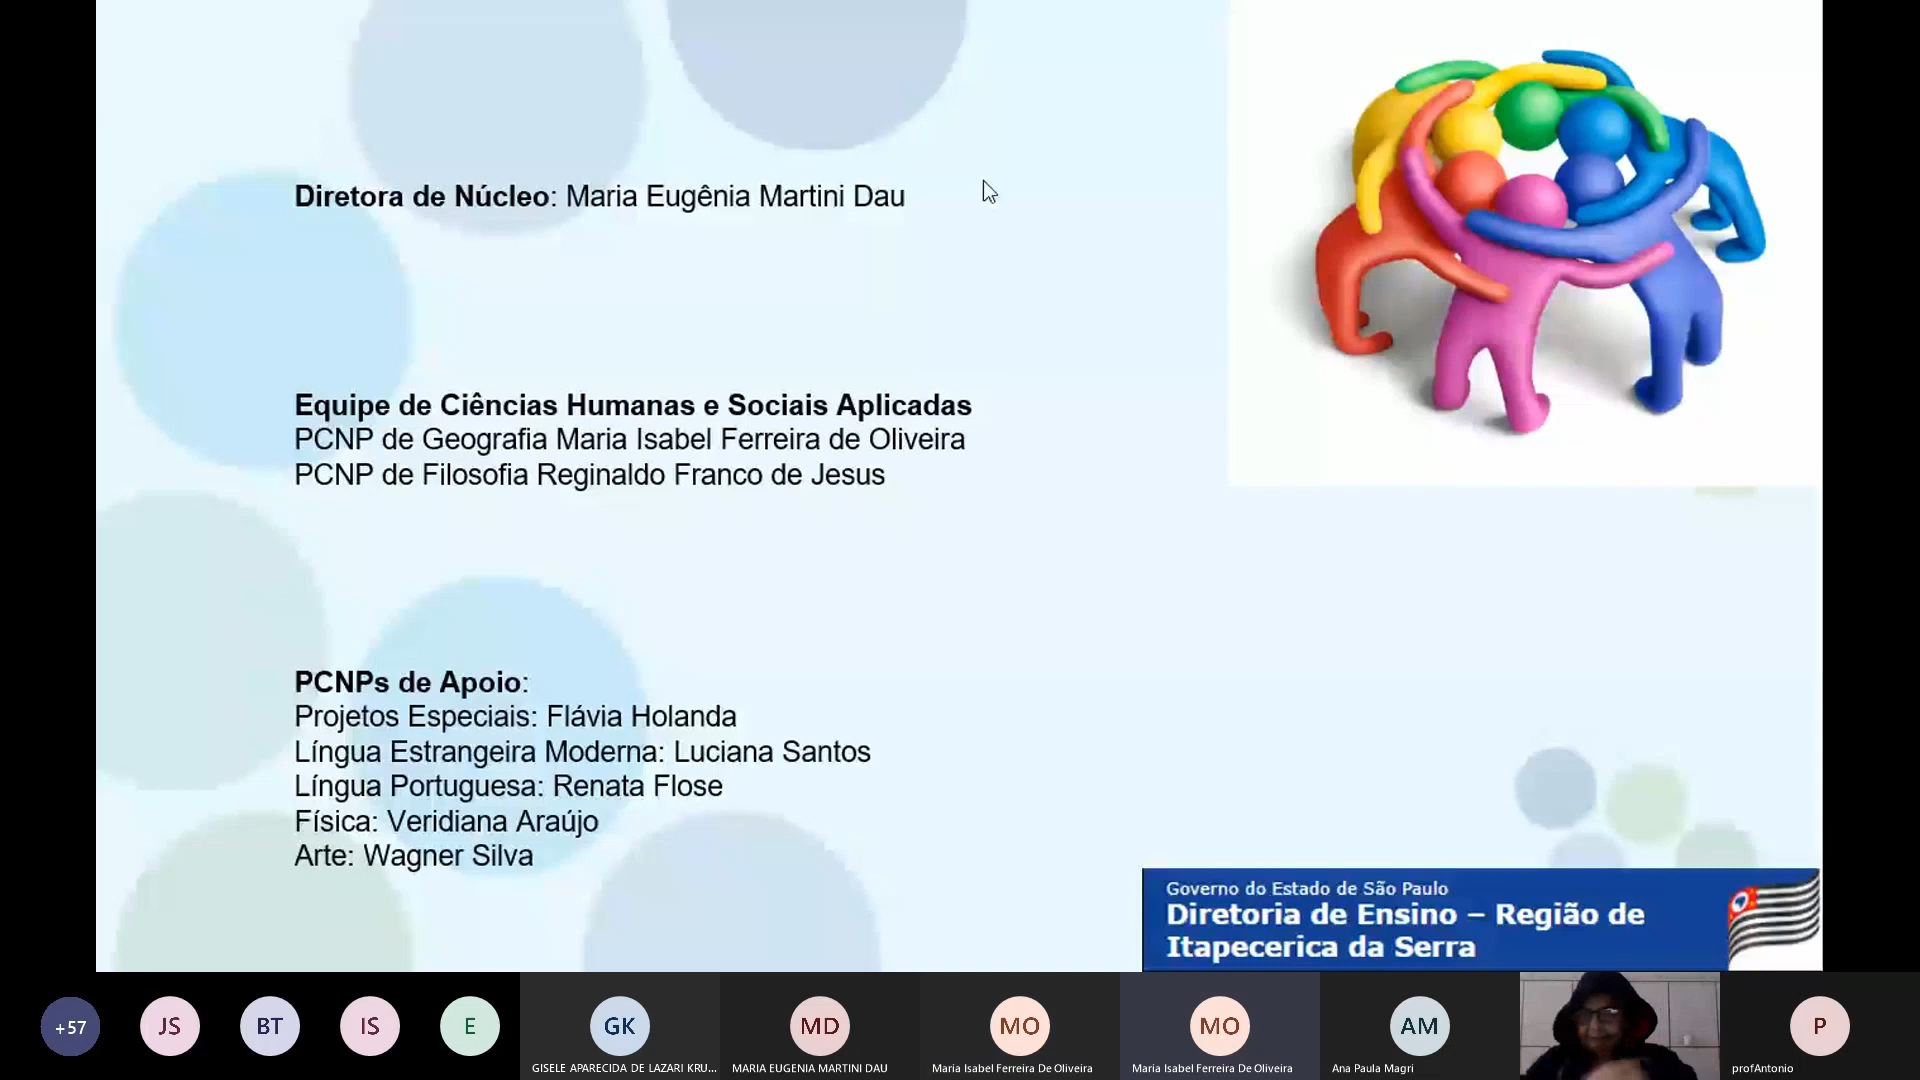 Diretora de Núcleo: Maria Eugênia Martini Dau
Equipe de Ciências Humanas e Sociais Aplicadas
PCNP de Geografia Maria Isabel Ferreira de Oliveira
PCNP de Filosofia Reginaldo Franco de Jesus
PCNPs de Apoio:
Projetos Especiais: Flávia Holanda
Língua Estrangeira Moderna: Luciana Santos
Língua Portuguesa: Renata Flose
Física: Veridiana Araújo
Arte: Wagner Silva
Governo do Estado de São Paulo
Diretoria de Ensino – Região de
Itapecerica da Serra
+57
JS
BT
IS
E
GK
MD
MO
MO
AM
P
GISELE APARECIDA DE LAZARI KRU...
MARIA EUGENIA MARTINI DAU
Maria Isabel Ferreira De Oliveira
Maria Isabel Ferreira De Oliveira
Ana Paula Magri
profAntonio